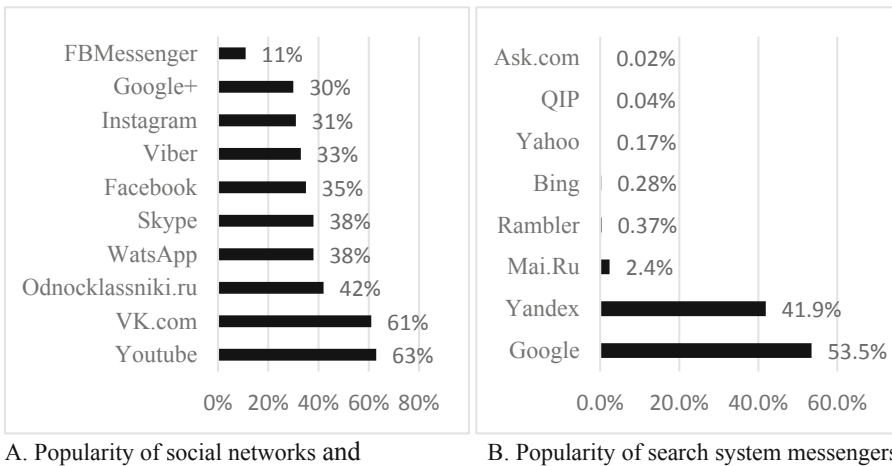 FBMessenger 11%
Google+ 30%
Instagram 31%
Viber 33%
Facebook 35%
Skype 38%
WatsApp 38%
Odnocklassniki.ru 42%
VK.com 61%
Youtube 63%
0% 20% 40% 60% 80%
A. Popularity of social networks and
Ask.com 0.02%
QIP 0.04%
Yahoo 0.17%
Bing 0.28%
Rambler 0.37%
Mai.Ru 2.4%
Yandex 41.9%
Google 53.5%
0.0% 20.0% 40.0% 60.0%
B. Popularity of search system messengers